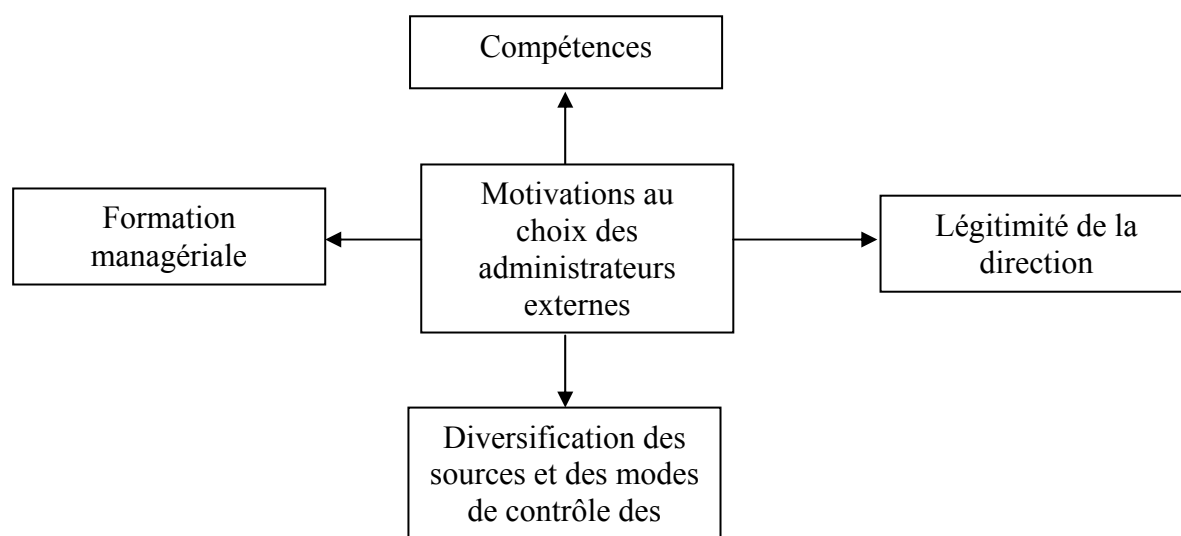 Compétences
Formation
managériale
Motivations au
choix des
administrateurs
externes
Légitimité de la
direction
Diversification des
sources et des modes
de contrôle des